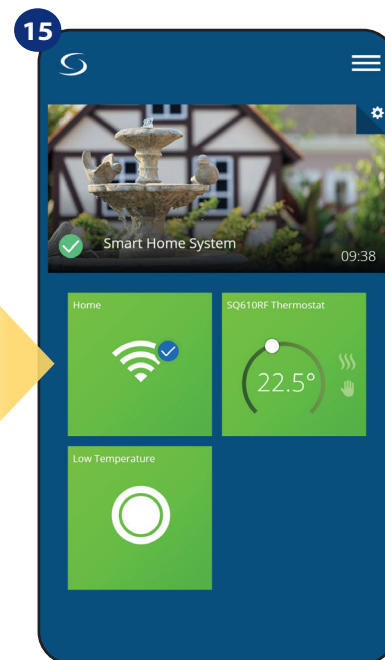 15
Smart Home System
09:38
Home
SQ610RF Thermostat
22.5°
Low Temperature